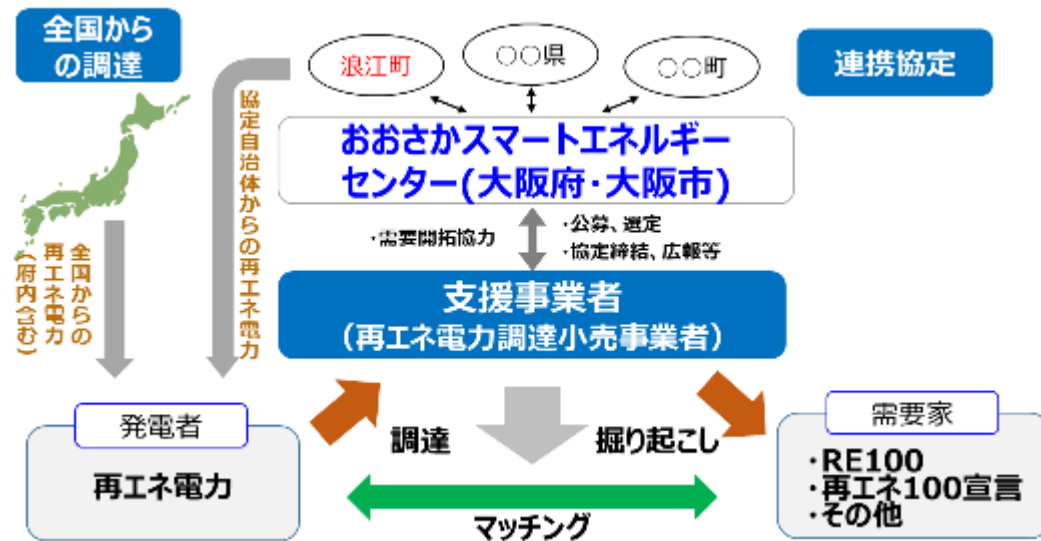 全国から
の調達
浪江町
○○県
○○町
連携協定
協定自治体からの再エネ電力
おおさかスマートエネルギー
センター(大阪府・大阪市)
全国からの
再エネ電力
(府内含む)
・需要開拓協力
・公募、選定
・協定締結、広報等
支援事業者
（再エネ電力調達小売事業者）
発電者
再エネ電力
調達
掘り起こし
マッチング
需要家
・RE100
・再エネ100宣言
・その他